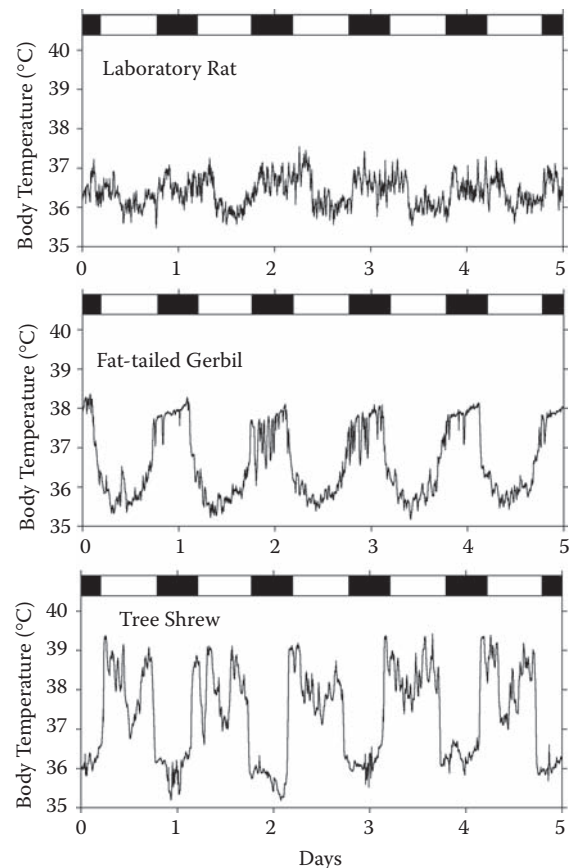 Laboratory Rat
Body Temperature (°C)
40
39
38
37
36
35
0 1 2 3 4 5
Fat-tailed Gerbil
Body Temperature (°C)
40
39
38
37
36
35
0 1 2 3 4 5
Tree Shrew
Body Temperature (°C)
40
39
38
37
36
35
0 1 2 3 4 5
Days